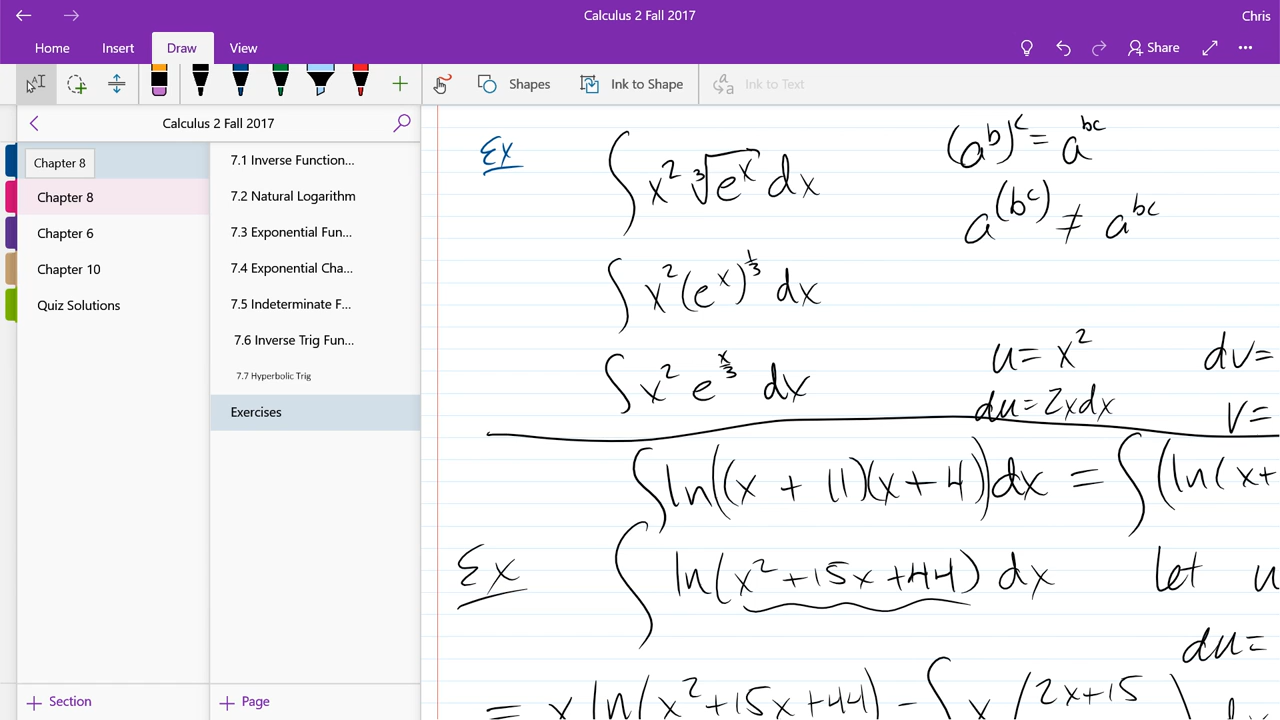 Calculus 2 Fall 2017
Chris
Home Insert Draw View
Share
Shapes Ink to Shape Ink to Text
Calculus 2 Fall 2017
Chapter 8
Chapter 8
Chapter 6
Chapter 10
Quiz Solutions
Section
7.1 Inverse Function...
7.2 Natural Logarithm
7.3 Exponential Fun...
7.4 Exponential Cha...
7.5 Indeterminate F...
7.6 Inverse Trig Fun...
7.7 Hyperbolic Trig
Exercises
Page
Ex ∫ x² ∛(eˣ) dx (aᵇ)ᶜ = aᵇᶜ
a^(bᶜ) ≠ aᵇᶜ
∫ x² (eˣ)^(1/3) dx
∫ x² e^(x/3) dx u = x² dv=
du = 2xdx v=
∫ ln((x + 11)(x+4))dx = ∫ (ln(x+
Ex ∫ ln(x²+15x+44) dx let u
du=
= x ln(x²+15x+44) - ∫ x (2x+15 ) dx